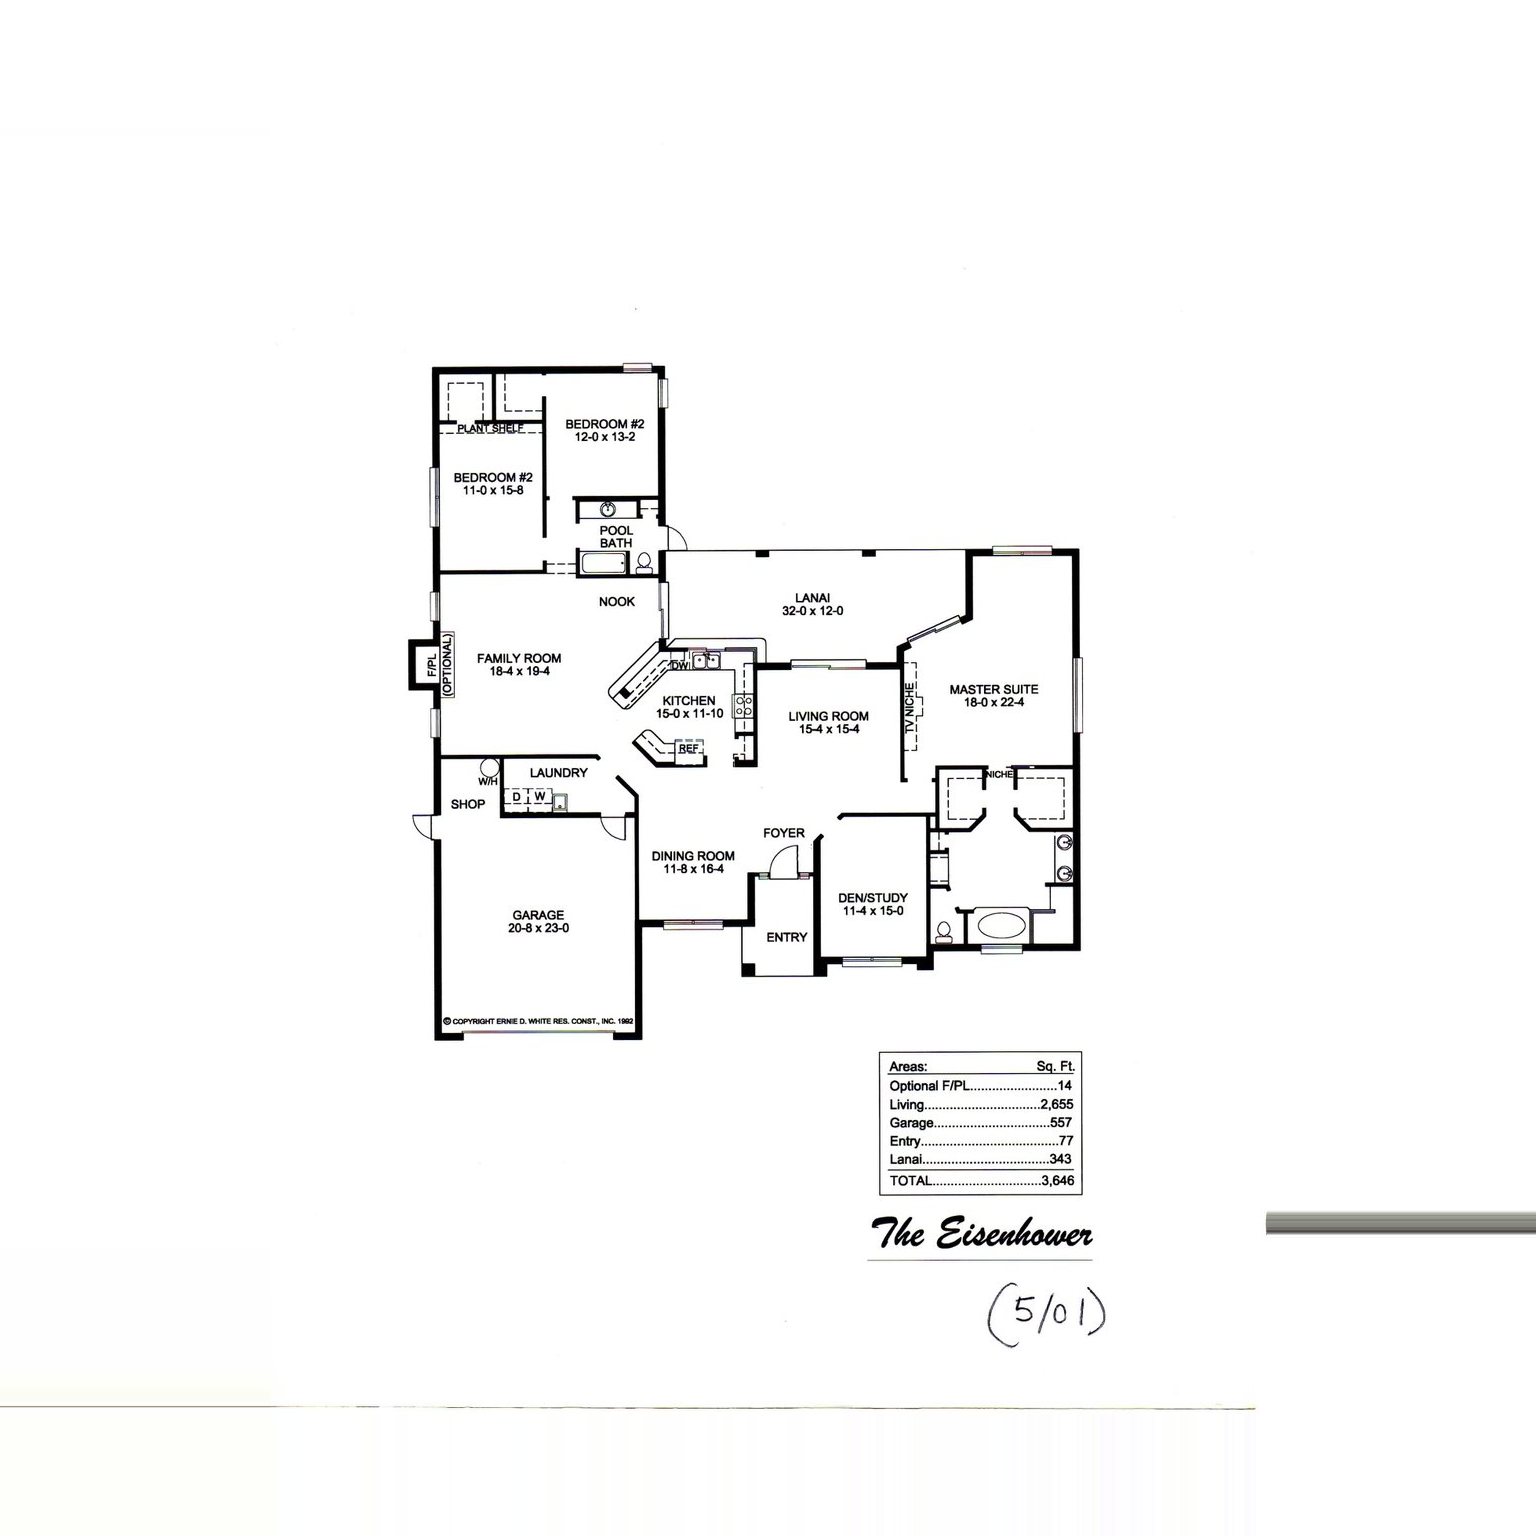 BEDROOM #2
12-0 x 13-2
PLANT SHELF
BEDROOM #2
11-0 x 15-8
POOL
BATH
NOOK
LANAI
32-0 x 12-0
F/PL
(OPTIONAL)
FAMILY ROOM
18-4 x 19-4
DW
KITCHEN
15-0 x 11-10
REF
LIVING ROOM
15-4 x 15-4
TV NICHE
MASTER SUITE
18-0 x 22-4
NICHE
W/H
LAUNDRY
D W
SHOP
FOYER
DINING ROOM
11-8 x 16-4
DEN/STUDY
11-4 x 15-0
GARAGE
20-8 x 23-0
ENTRY
© COPYRIGHT ERNIE D. WHITE RES. CONST., INC. 1992
Areas: Sq. Ft.
Optional F/PL........................14
Living................................2,655
Garage................................557
Entry......................................77
Lanai...................................343
TOTAL..............................3,646
The Eisenhower
(5/01)